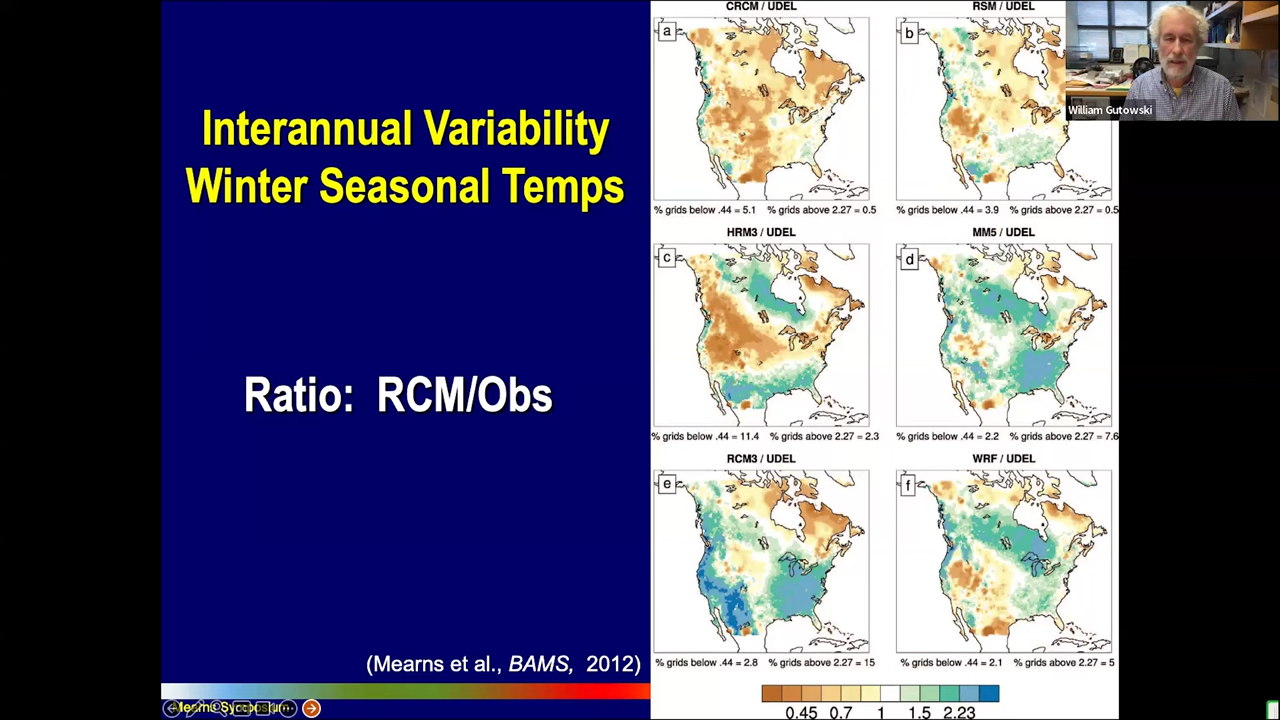 Interannual Variability
Winter Seasonal Temps
Ratio: RCM/Obs
(Mearns et al., BAMS, 2012)
Mearns Symposium
CRCM / UDEL
a
% grids below .44 = 5.1 % grids above 2.27 = 0.5
RSM / UDEL
b
% grids below .44 = 3.9 % grids above 2.27 = 0.5
HRM3 / UDEL
c
% grids below .44 = 11.4 % grids above 2.27 = 2.3
MM5 / UDEL
d
% grids below .44 = 2.2 % grids above 2.27 = 7.6
RCM3 / UDEL
e
% grids below .44 = 2.8 % grids above 2.27 = 15
WRF / UDEL
f
% grids below .44 = 2.1 % grids above 2.27 = 5
0.45 0.7 1 1.5 2.23
William Gutowski